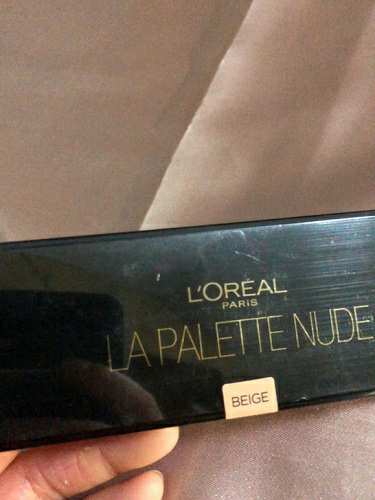 L'ORÉAL
PARIS
LA PALETTE NUDE
BEIGE